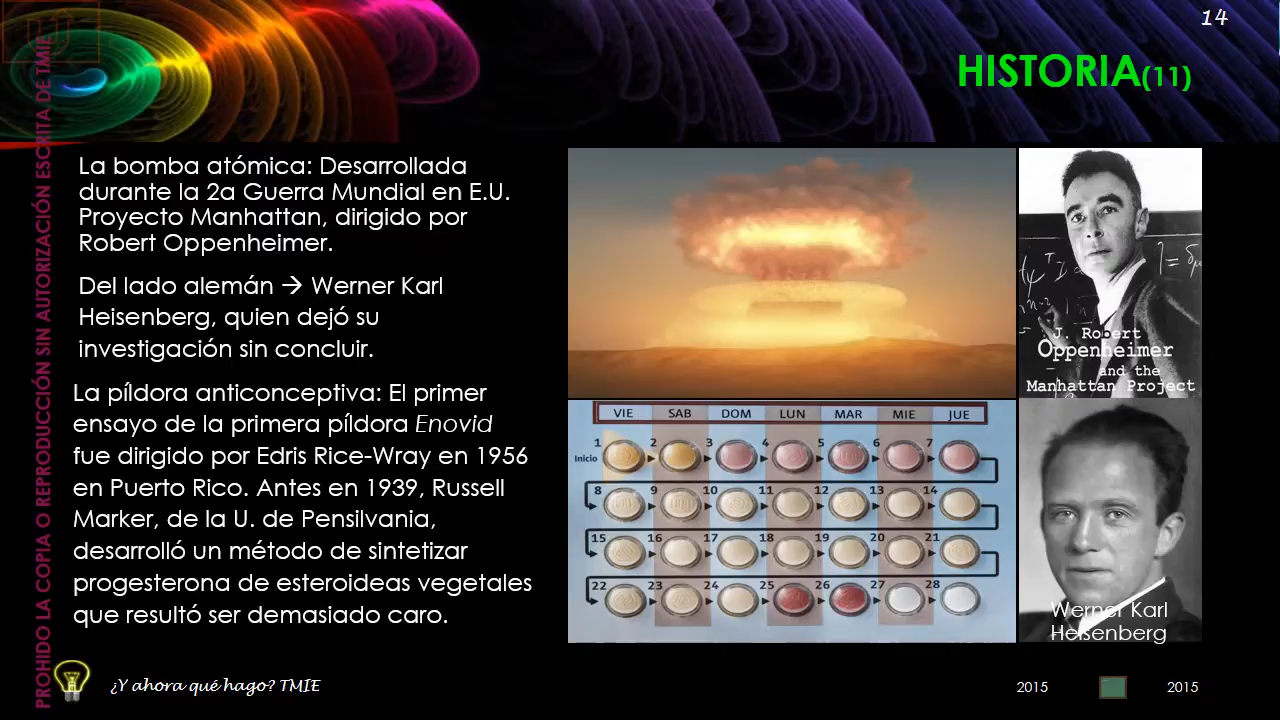 14
HISTORIA(11)
PROHIDO LA COPIA O REPRODUCCIÓN SIN AUTORIZACIÓN ESCRITA DE TMIE
La bomba atómica: Desarrollada
durante la 2a Guerra Mundial en E.U.
Proyecto Manhattan, dirigido por
Robert Oppenheimer.
Del lado alemán → Werner Karl
Heisenberg, quien dejó su
investigación sin concluir.
La píldora anticonceptiva: El primer
ensayo de la primera píldora Enovid
fue dirigido por Edris Rice-Wray en 1956
en Puerto Rico. Antes en 1939, Russell
Marker, de la U. de Pensilvania,
desarrolló un método de sintetizar
progesterona de esteroideas vegetales
que resultó ser demasiado caro.
J. Robert
Oppenheimer
and the
Manhattan Project
VIE SAB DOM LUN MAR MIE JUE
1 2 3 4 5 6 7
Inicio
8 9 10 11 12 13 14
15 16 17 18 19 20 21
22 23 24 25 26 27 28
Werner Karl
Heisenberg
¿Y ahora qué hago? TMIE
2015 2015